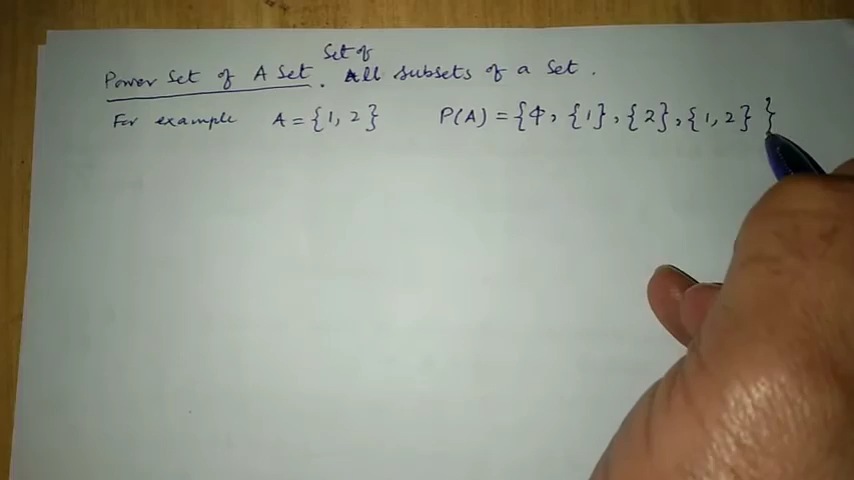 Power Set of A Set. Set of All subsets of a Set.
For example A = {1, 2} P(A) = {φ, {1}, {2}, {1, 2} }